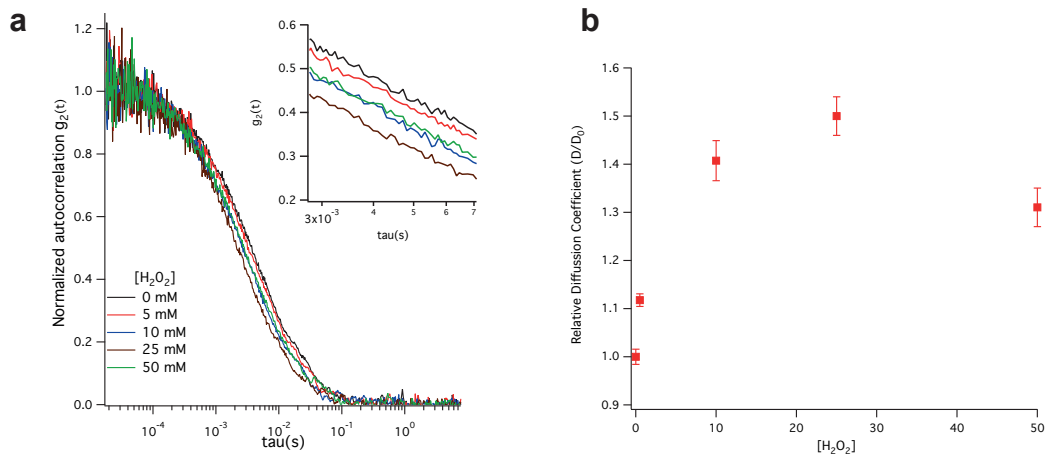 a
Normalized autocorrelation g₂(t)
1.2
1.0
0.8
0.6
0.4
0.2
0.0
[H₂O₂]
0 mM
5 mM
10 mM
25 mM
50 mM
10⁻⁴
10⁻³
10⁻²
10⁻¹
10⁰
tau(s)
g₂(t)
0.6
0.5
0.4
0.3
0.2
3x10⁻³
4
5
6
7
tau(s)
b
Relative Diffussion Coefficient (D/D₀)
1.6
1.5
1.4
1.3
1.2
1.1
1.0
0
10
20
30
40
50
[H₂O₂]